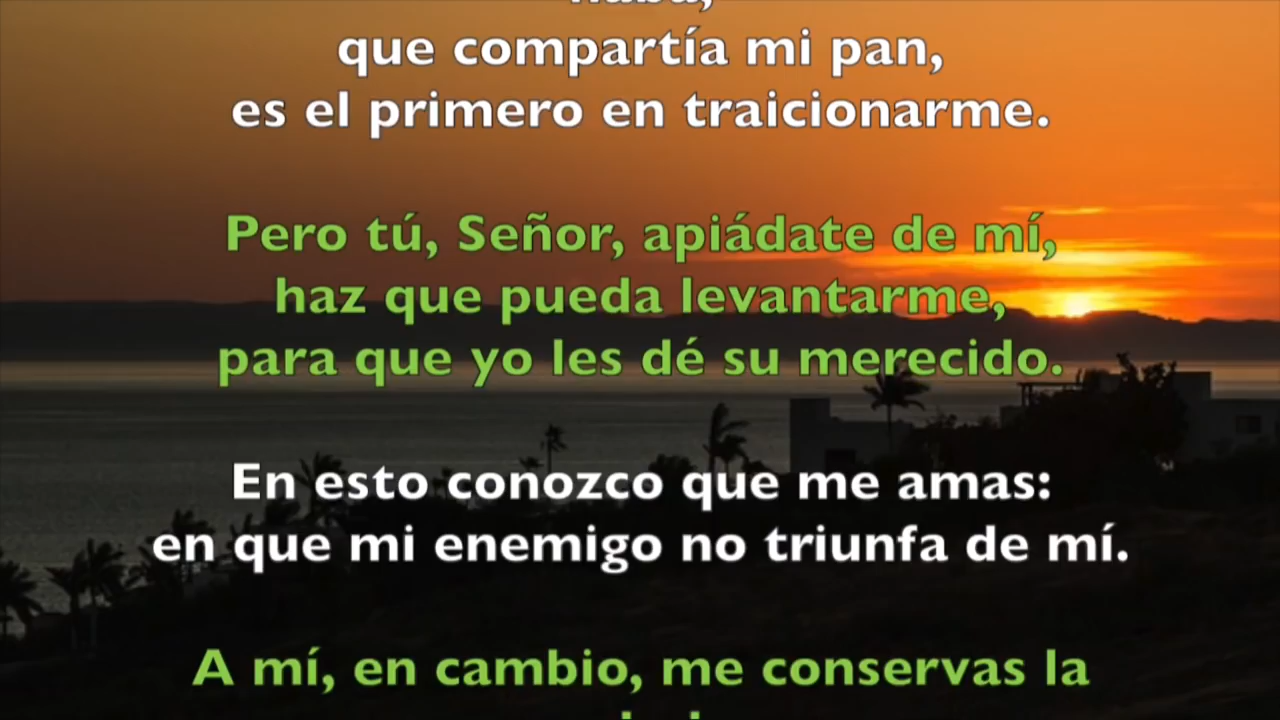 que compartía mi pan,
es el primero en traicionarme.
Pero tú, Señor, apiádate de mí,
haz que pueda levantarme,
para que yo les dé su merecido.
En esto conozco que me amas:
en que mi enemigo no triunfa de mí.
A mí, en cambio, me conservas la